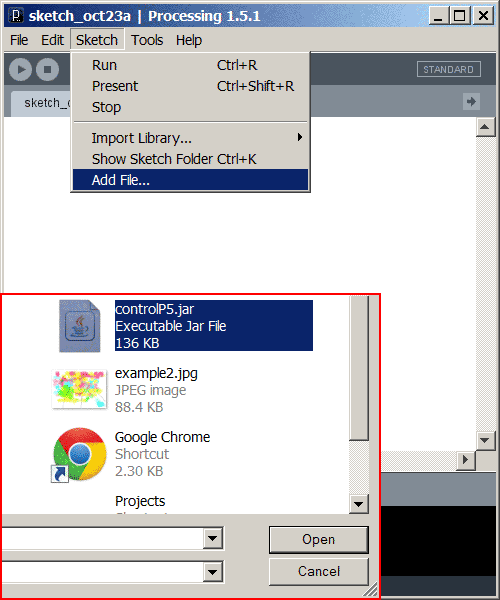 sketch_oct23a | Processing 1.5.1
File Edit Sketch Tools Help
Run Ctrl+R
Present Ctrl+Shift+R
Stop
Import Library...
Show Sketch Folder Ctrl+K
Add File...
STANDARD
sketch_o
controlP5.jar
Executable Jar File
136 KB
example2.jpg
JPEG image
88.4 KB
Google Chrome
Shortcut
2.30 KB
Projects
Open
Cancel